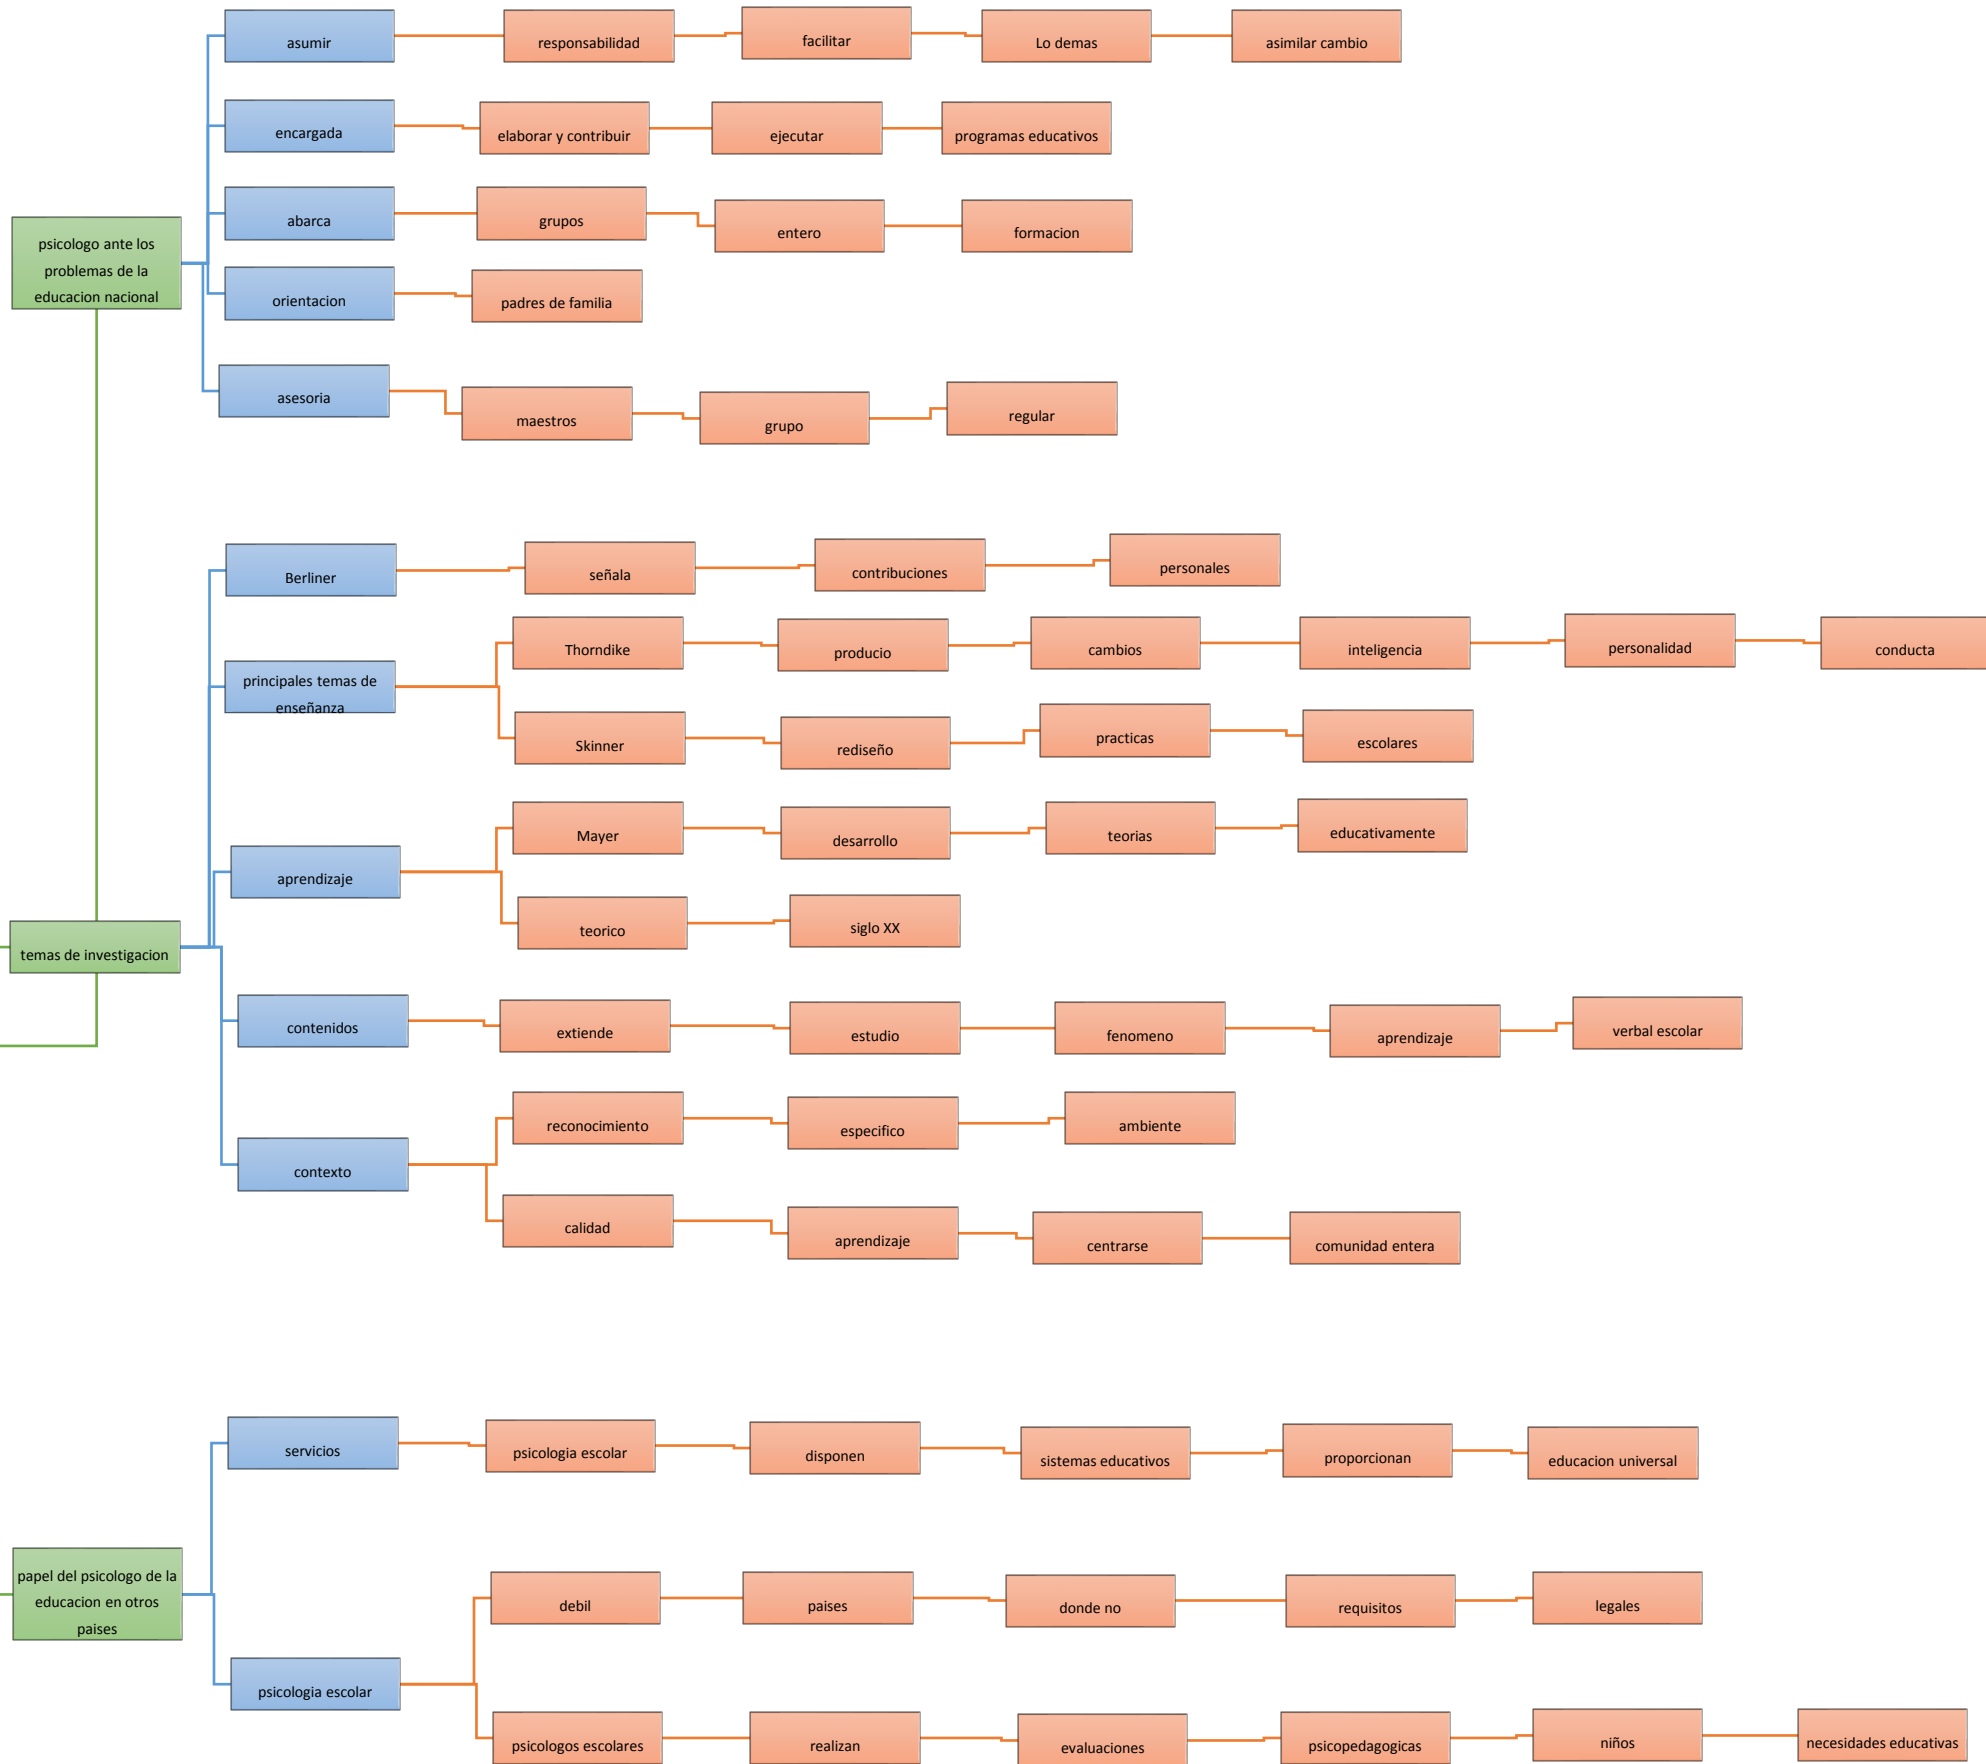 psicologo ante los
problemas de la
educacion nacional
asumir
responsabilidad
facilitar
Lo demas
asimilar cambio
encargada
elaborar y contribuir
ejecutar
programas educativos
abarca
grupos
entero
formacion
orientacion
padres de familia
asesoria
maestros
grupo
regular
temas de investigacion
Berliner
señala
contribuciones
personales
principales temas de
enseñanza
Thorndike
producio
cambios
inteligencia
personalidad
conducta
Skinner
rediseño
practicas
escolares
aprendizaje
Mayer
desarrollo
teorias
educativamente
teorico
siglo XX
contenidos
extiende
estudio
fenomeno
aprendizaje
verbal escolar
contexto
reconocimiento
especifico
ambiente
calidad
aprendizaje
centrarse
comunidad entera
papel del psicologo de la
educacion en otros
paises
servicios
psicologia escolar
disponen
sistemas educativos
proporcionan
educacion universal
psicologia escolar
debil
paises
donde no
requisitos
legales
psicologos escolares
realizan
evaluaciones
psicopedagogicas
niños
necesidades educativas